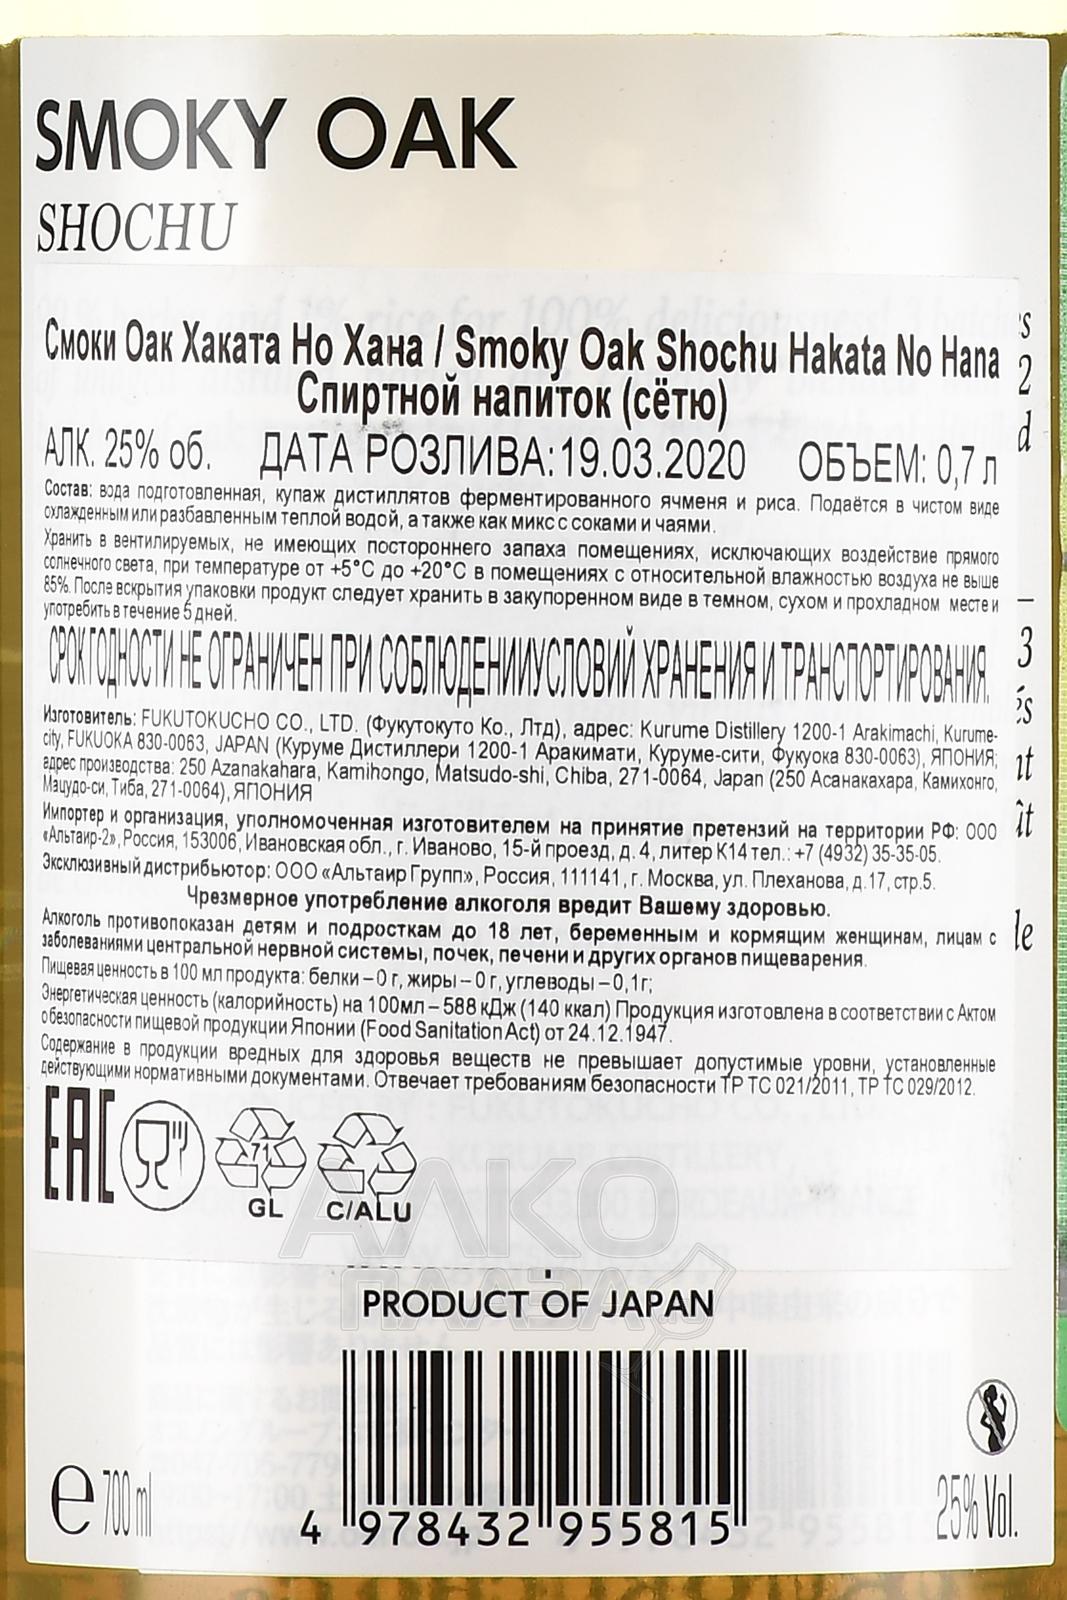 SMOKY OAK
SHOCHU
Смоки Оак Хаката Но Хана / Smoky Oak Shochu Hakata No Hana
Спиртной напиток (сётю)
АЛК. 25% об. ДАТА РОЗЛИВА:19.03.2020 ОБЪЕМ: 0,7 л
Состав: вода подготовленная, купаж дистиллятов ферментированного ячменя и риса. Подаётся в чистом виде
охлажденным или разбавленным теплой водой, а также как микс с соками и чаями.
Хранить в вентилируемых, не имеющих постороннего запаха помещениях, исключающих воздействие прямого
солнечного света, при температуре от +5°C до +20°C в помещениях с относительной влажностью воздуха не выше
85%. После вскрытия упаковки продукт следует хранить в закупоренном виде в темном, сухом и прохладном месте и
употребить в течение 5 дней.
СРОК ГОДНОСТИ НЕ ОГРАНИЧЕН ПРИ СОБЛЮДЕНИИ УСЛОВИЙ ХРАНЕНИЯ И ТРАНСПОРТИРОВАНИЯ.
Изготовитель: FUKUTOKUCHO CO., LTD. (Фукутокуто Ко., Лтд), адрес: Kurume Distillery 1200-1 Arakimachi, Kurume-
city, FUKUOKA 830-0063, JAPAN (Куруме Дистиллери 1200-1 Аракимати, Куруме-сити, Фукуока 830-0063), ЯПОНИЯ;
адрес производства: 250 Azanakahara, Kamihongo, Matsudo-shi, Chiba, 271-0064, Japan (250 Асанакахара, Камихонго,
Мацудо-си, Тиба, 271-0064), ЯПОНИЯ
Импортер и организация, уполномоченная изготовителем на принятие претензий на территории РФ: ООО
«Альтаир-2», Россия, 153006, Ивановская обл., г. Иваново, 15-й проезд, д. 4, литер К14 тел.: +7 (4932) 35-35-05.
Эксклюзивный дистрибьютор: ООО «Альтаир Групп», Россия, 111141, г. Москва, ул. Плеханова, д.17, стр.5.
Чрезмерное употребление алкоголя вредит Вашему здоровью.
Алкоголь противопоказан детям и подросткам до 18 лет, беременным и кормящим женщинам, лицам с
заболеваниями центральной нервной системы, почек, печени и других органов пищеварения.
Пищевая ценность в 100 мл продукта: белки – 0 г, жиры – 0 г, углеводы – 0,1г;
Энергетическая ценность (калорийность) на 100мл – 588 кДж (140 ккал) Продукция изготовлена в соответствии с Актом
о безопасности пищевой продукции Японии (Food Sanitation Act) от 24.12.1947.
Содержание в продукции вредных для здоровья веществ не превышает допустимые уровни, установленные
действующими нормативными документами. Отвечает требованиям безопасности ТР ТС 021/2011, ТР ТС 029/2012.
EAC
71
GL C/ALU
АЛКО
ПЛАЗА
PRODUCT OF JAPAN
4 978432 955815
e 700 ml
25% Vol.